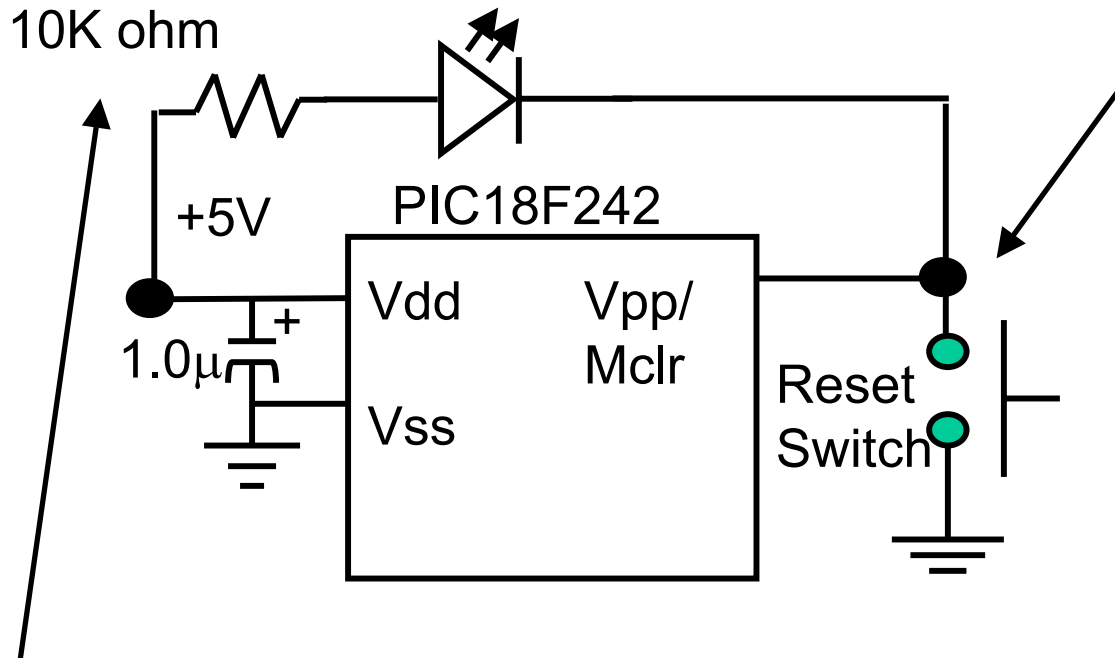 10K ohm
+5V
PIC18F242
Vdd
Vpp/
Mclr
+
1.0μ
Vss
Reset
Switch